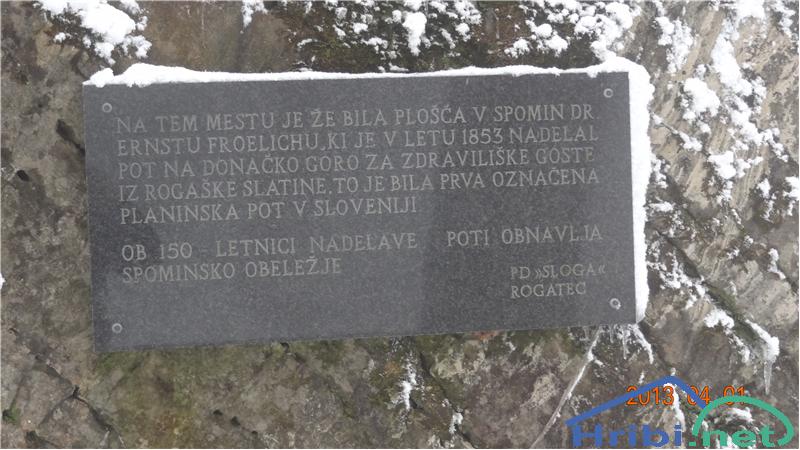 NA TEM MESTU JE ŽE BILA PLOŠČA V SPOMIN DR.
ERNSTU FROELICHU, KI JE V LETU 1853 NADELAL
POT NA DONAČKO GORO ZA ZDRAVILIŠKE GOSTE
IZ ROGAŠKE SLATINE. TO JE BILA PRVA OZNAČENA
PLANINSKA POT V SLOVENIJI
OB 150 - LETNICI NADELAVE POTI OBNAVLJA
SPOMINSKO OBELEŽJE
PD »SLOGA«
ROGATEC
2013 04 01
Hribi.net